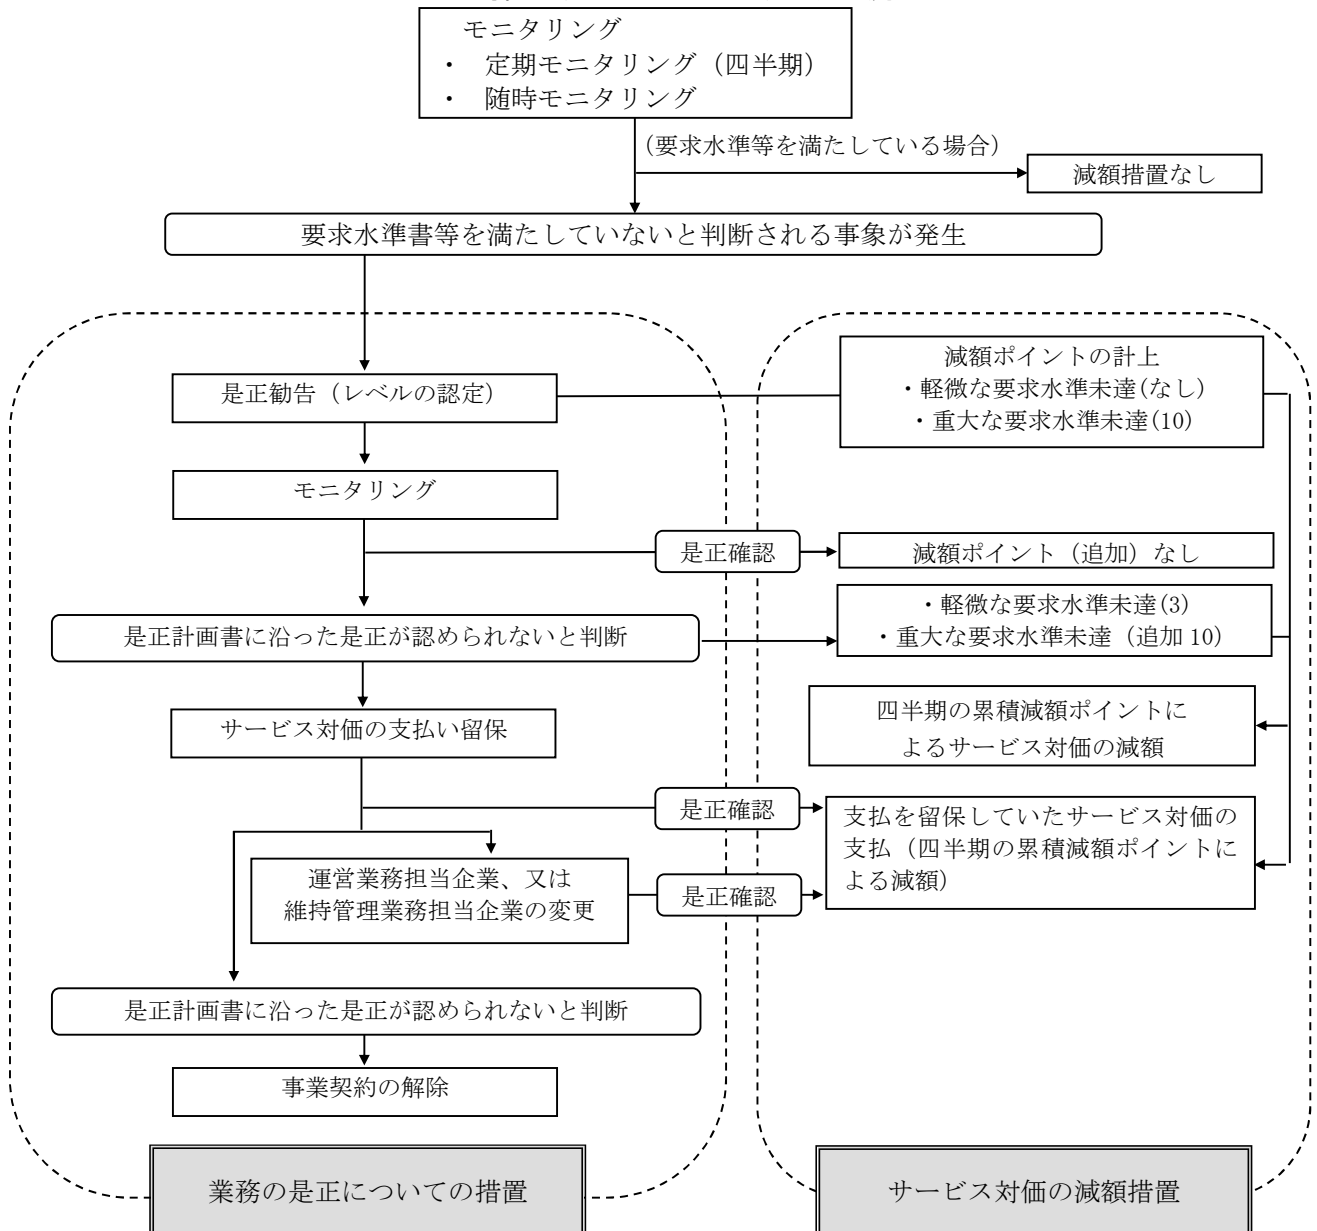 モニタリング
・ 定期モニタリング（四半期）
・ 随時モニタリング
(要求水準等を満たしている場合)
減額措置なし
要求水準書等を満たしていないと判断される事象が発生
是正勧告（レベルの認定）
減額ポイントの計上
・軽微な要求水準未達(なし)
・重大な要求水準未達(10)
モニタリング
是正確認
減額ポイント（追加）なし
是正計画書に沿った是正が認められないと判断
・軽微な要求水準未達(3)
・重大な要求水準未達（追加 10）
サービス対価の支払い留保
四半期の累積減額ポイントに
よるサービス対価の減額
是正確認
支払を留保していたサービス対価の
支払（四半期の累積減額ポイントに
よる減額）
運営業務担当企業、又は
維持管理業務担当企業の変更
是正確認
是正計画書に沿った是正が認められないと判断
事業契約の解除
業務の是正についての措置
サービス対価の減額措置